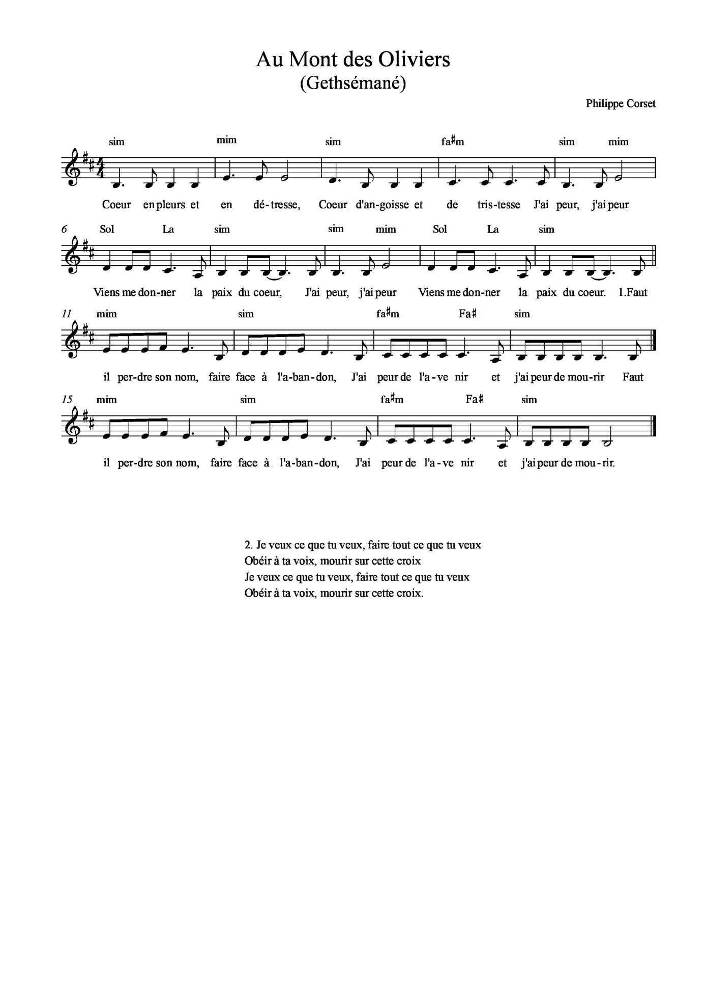 Au Mont des Oliviers
(Gethsémané)
Philippe Corset
sim mim sim fa♯m sim mim
4/4
Coeur en pleurs et en dé-tresse, Coeur d'an-goisse et de tris-tesse J'ai peur, j'ai peur
6 Sol La sim sim mim Sol La sim
Viens me don-ner la paix du coeur, J'ai peur, j'ai peur Viens me don-ner la paix du coeur. 1.Faut
11 mim sim fa♯m Fa♯ sim
il per-dre son nom, faire face à l'a-ban-don, J'ai peur de l'a-ve nir et j'ai peur de mou-rir Faut
15 mim sim fa♯m Fa♯ sim
il per-dre son nom, faire face à l'a-ban-don, J'ai peur de l'a-ve nir et j'ai peur de mou-rir.
2. Je veux ce que tu veux, faire tout ce que tu veux
Obéir à ta voix, mourir sur cette croix
Je veux ce que tu veux, faire tout ce que tu veux
Obéir à ta voix, mourir sur cette croix.